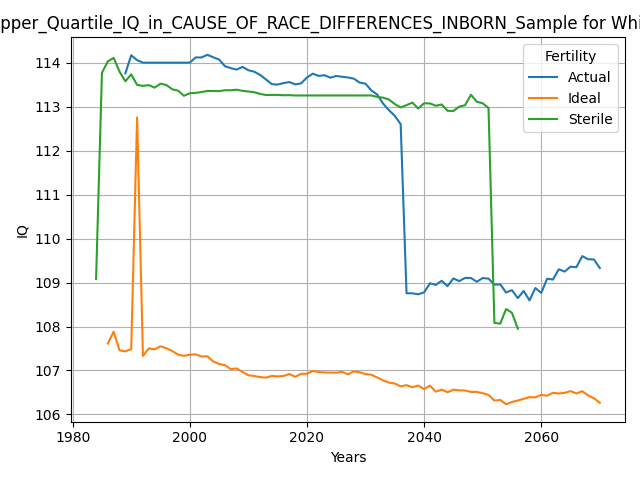 pper_Quartile_IQ_in_CAUSE_OF_RACE_DIFFERENCES_INBORN_Sample for Whi
Fertility
Actual
Ideal
Sterile
114
113
112
111
110
109
108
107
106
IQ
1980
2000
2020
2040
2060
Years